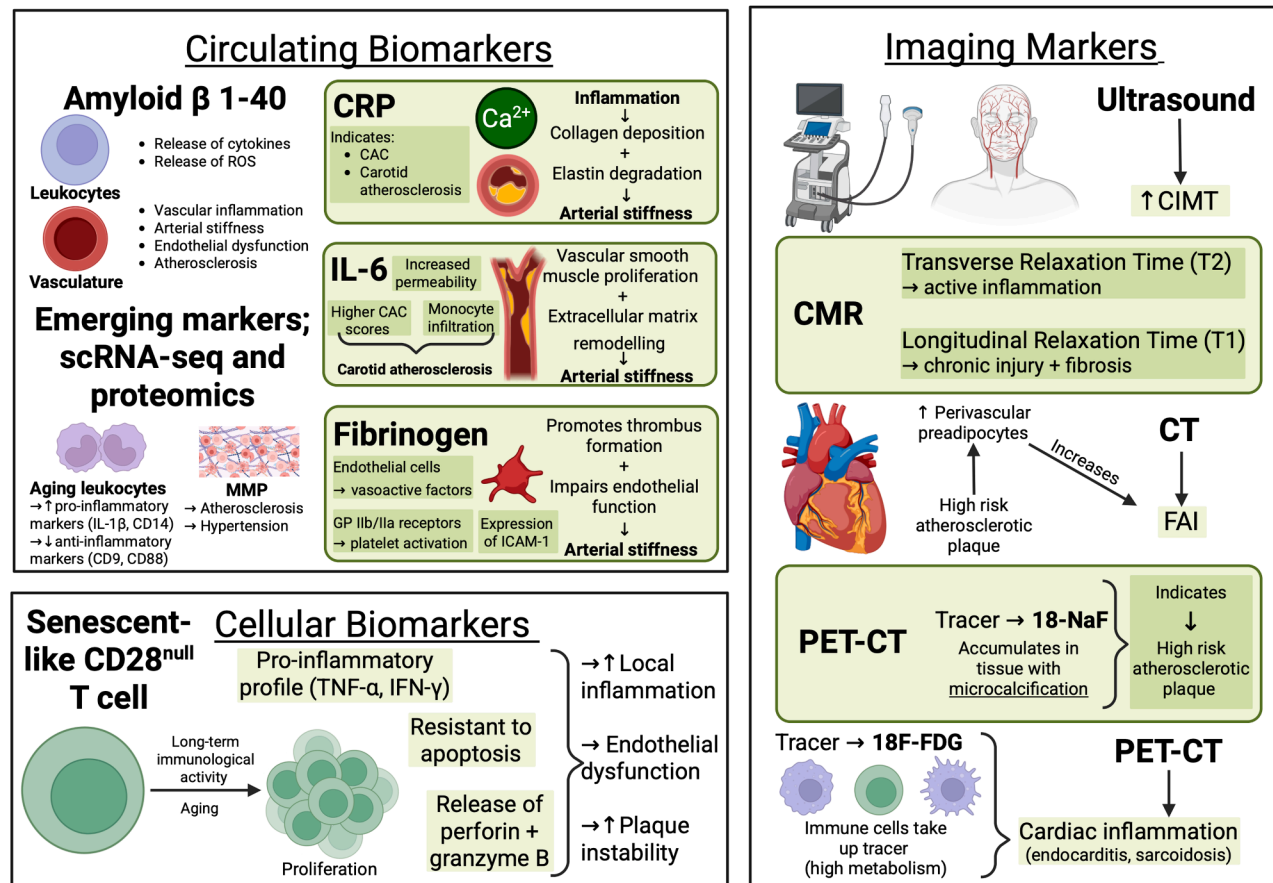 Circulating Biomarkers
Amyloid β 1-40
Leukocytes
• Release of cytokines
• Release of ROS
Vasculature
• Vascular inflammation
• Arterial stiffness
• Endothelial dysfunction
• Atherosclerosis
Emerging markers;
scRNA-seq and
proteomics
Aging leukocytes
→↑pro-inflammatory
markers (IL-1β, CD14)
→↓anti-inflammatory
markers (CD9, CD88)
MMP
→ Atherosclerosis
→ Hypertension
CRP
Indicates:
• CAC
• Carotid
atherosclerosis
Ca2+
Inflammation
↓
Collagen deposition
+
Elastin degradation
↓
Arterial stiffness
IL-6
Increased
permeability
Higher CAC
scores
Monocyte
infiltration
Carotid atherosclerosis
Vascular smooth
muscle proliferation
+
Extracellular matrix
remodelling
↓
Arterial stiffness
Fibrinogen
Endothelial cells
→ vasoactive factors
GP IIb/IIa receptors
→ platelet activation
Expression
of ICAM-1
Promotes thrombus
formation
+
Impairs endothelial
function
↓
Arterial stiffness
Cellular Biomarkers
Senescent-
like CD28null
T cell
Long-term
immunological
activity
Aging
Proliferation
Pro-inflammatory
profile (TNF-α, IFN-γ)
Resistant to
apoptosis
Release of
perforin +
granzyme B
→↑Local
inflammation
→ Endothelial
dysfunction
→↑Plaque
instability
Imaging Markers
Ultrasound
↑CIMT
CMR
Transverse Relaxation Time (T2)
→ active inflammation
Longitudinal Relaxation Time (T1)
→ chronic injury + fibrosis
↑ Perivascular
preadipocytes
High risk
atherosclerotic
plaque
Increases
CT
FAI
PET-CT
Tracer → 18-NaF
Accumulates in
tissue with
microcalcification
Indicates
↓
High risk
atherosclerotic
plaque
Tracer → 18F-FDG
Immune cells take
up tracer
(high metabolism)
PET-CT
Cardiac inflammation
(endocarditis, sarcoidosis)